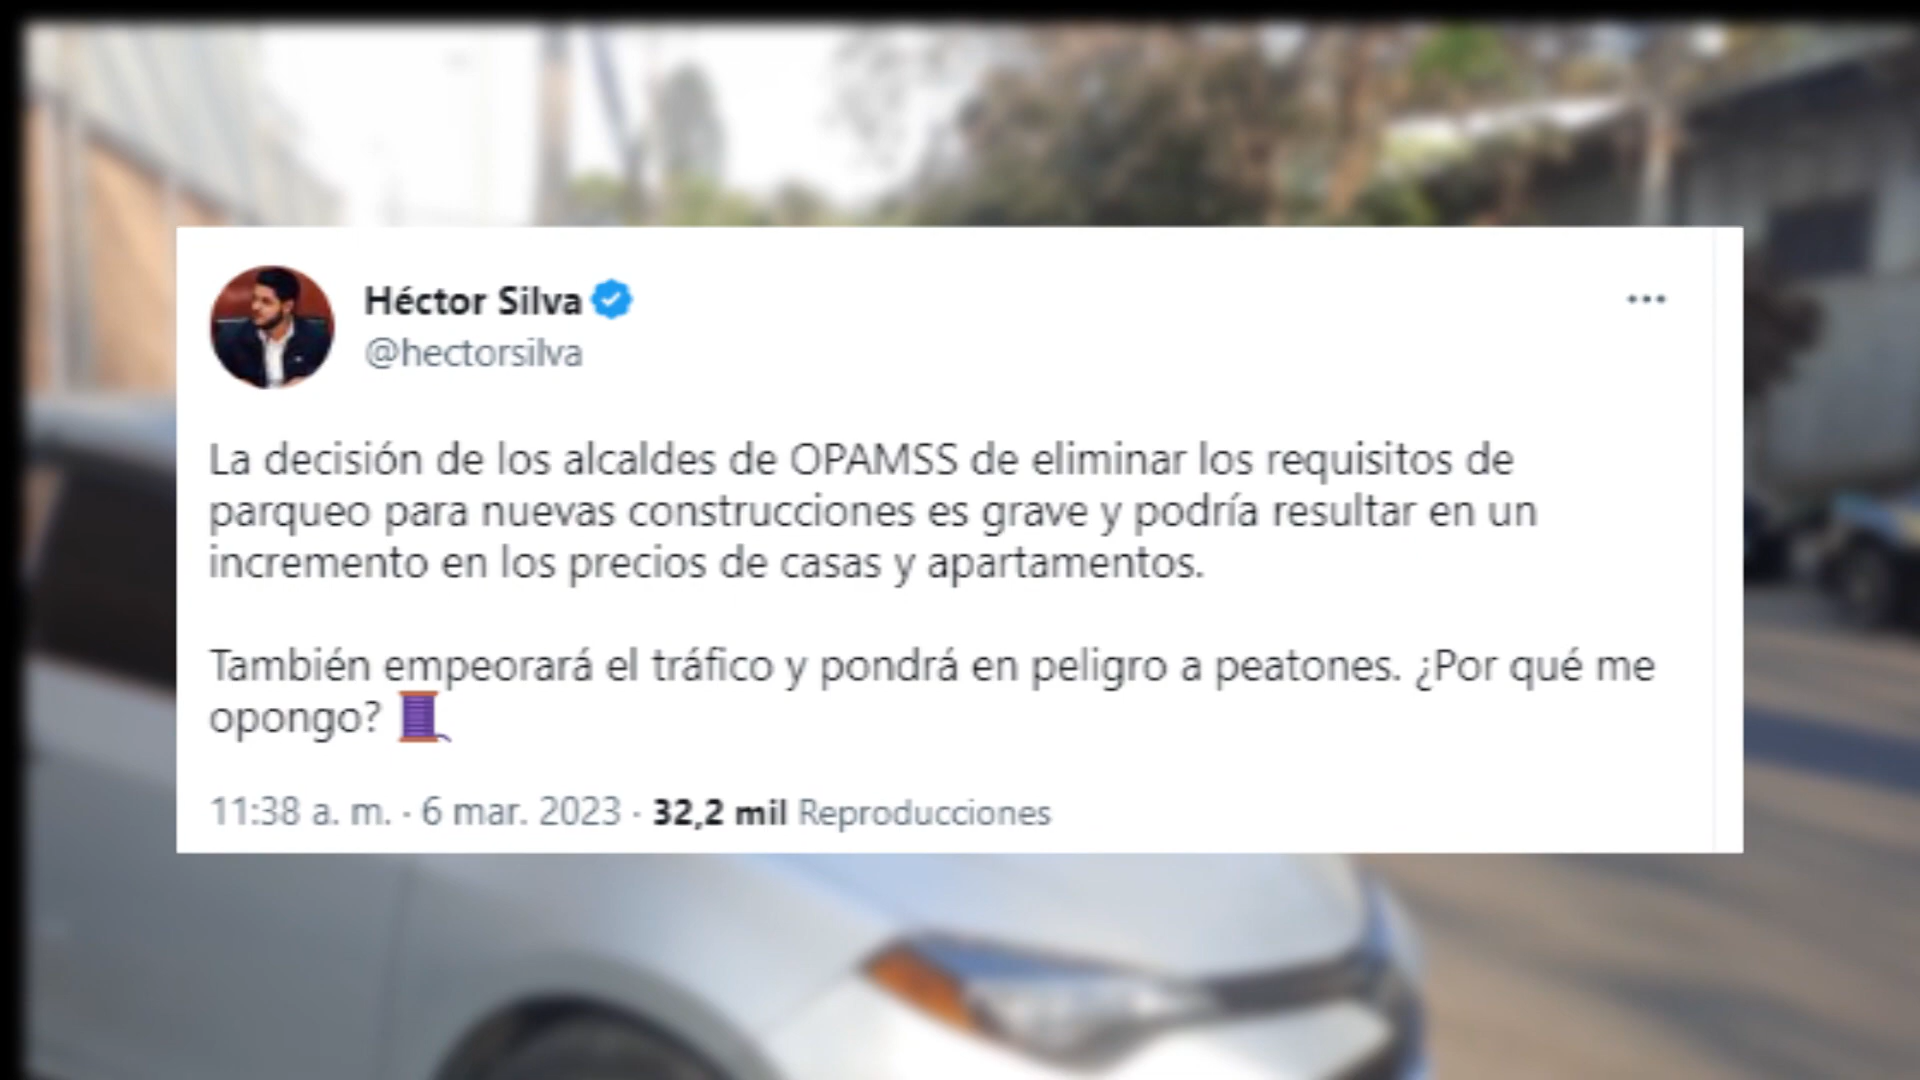 Héctor Silva
@hectorsilva
La decisión de los alcaldes de OPAMSS de eliminar los requisitos de
parqueo para nuevas construcciones es grave y podría resultar en un
incremento en los precios de casas y apartamentos.
También empeorará el tráfico y pondrá en peligro a peatones. ¿Por qué me
opongo? 🧵
11:38 a. m. · 6 mar. 2023 · 32,2 mil Reproducciones